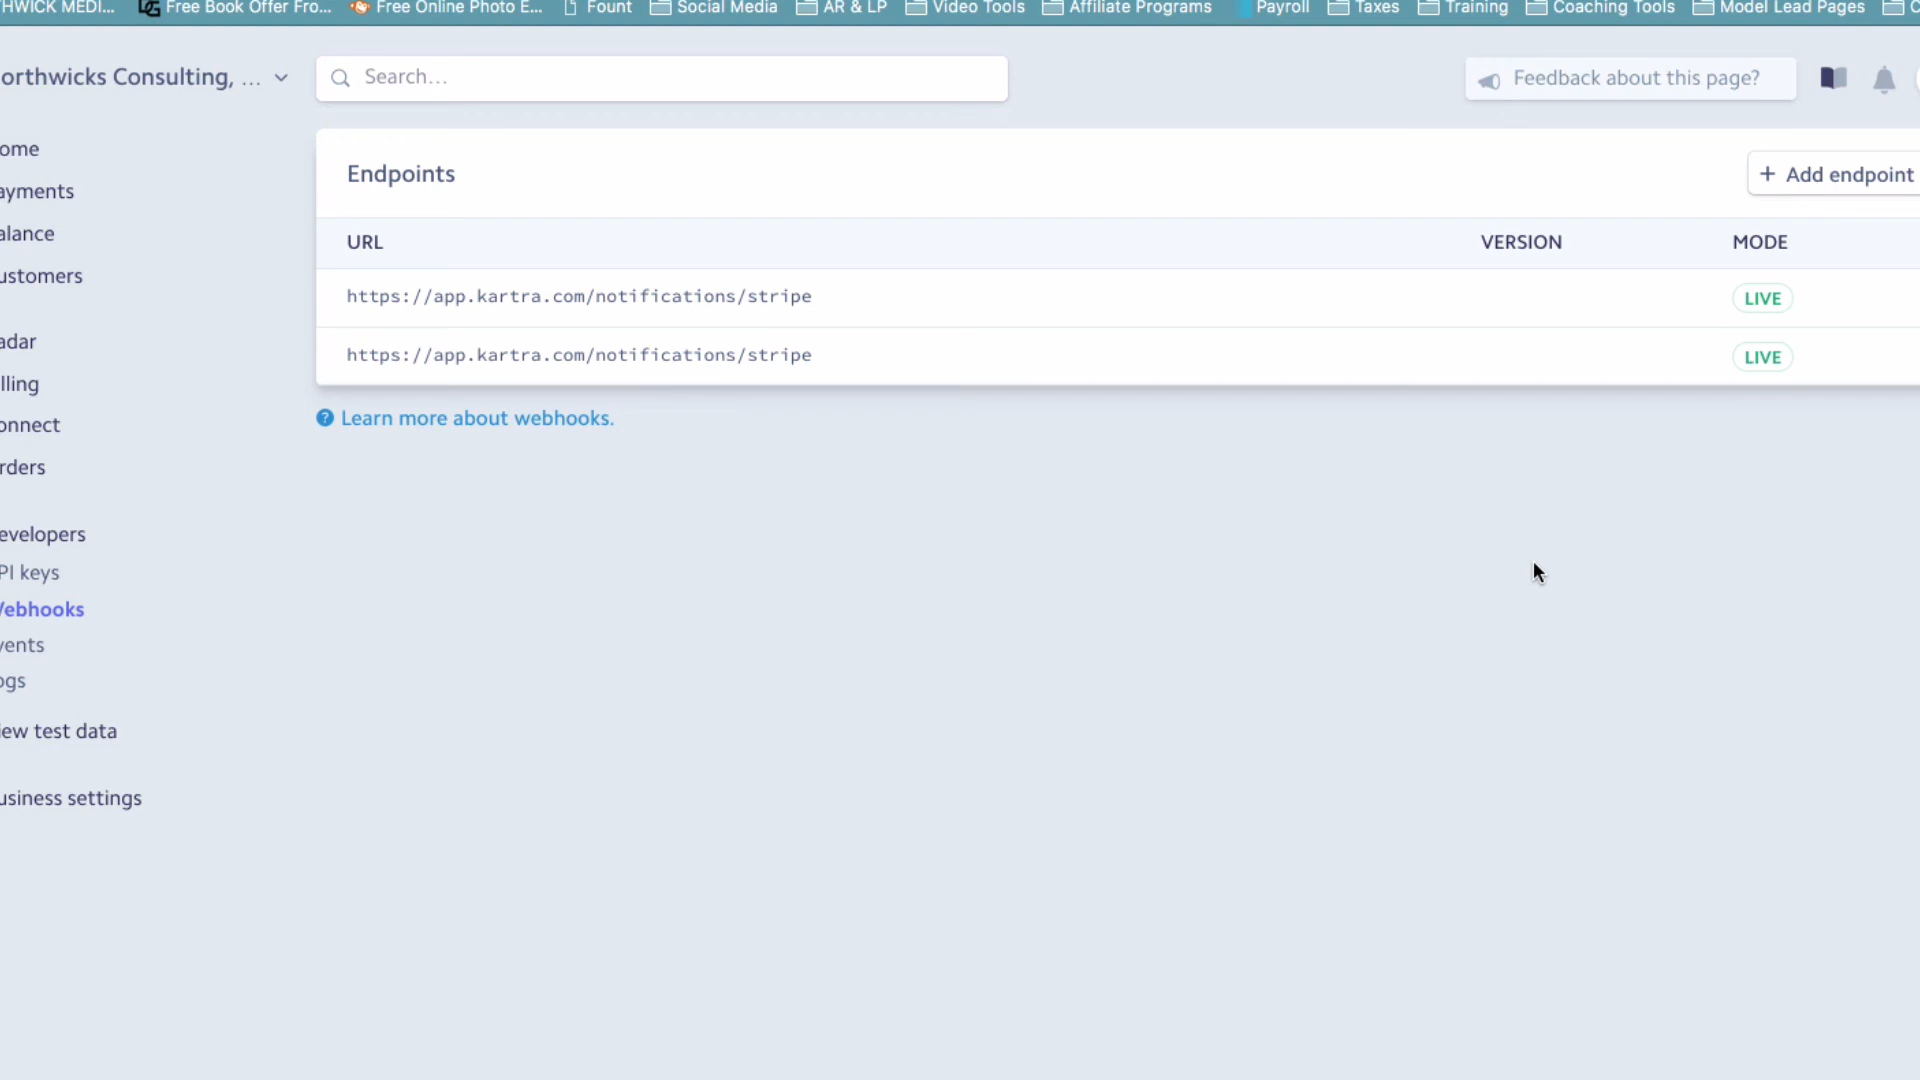 THWICK MEDI... Free Book Offer Fro... Free Online Photo E... Fount Social Media AR & LP Video Tools Affiliate Programs Payroll Taxes Training Coaching Tools Model Lead Pages C
orthwicks Consulting, ...
Search...
Feedback about this page?
ome
ayments
alance
ustomers
adar
lling
onnect
rders
evelopers
PI keys
Vebhooks
vents
ogs
iew test data
usiness settings
Endpoints
+ Add endpoint
URL VERSION MODE
https://app.kartra.com/notifications/stripe LIVE
https://app.kartra.com/notifications/stripe LIVE
? Learn more about webhooks.